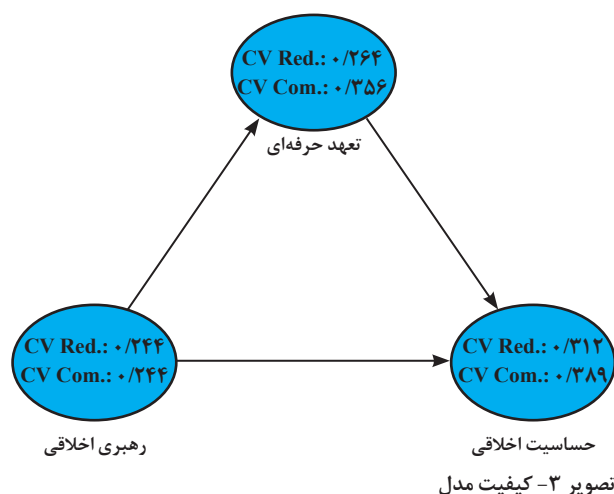 CV Red.: ۰/۲۶۴
CV Com.: ۰/۳۵۶
تعهد حرفه‌ای
CV Red.: ۰/۳۱۲
CV Com.: ۰/۳۸۹
حساسیت اخلاقی
CV Red.: ۰/۲۴۴
CV Com.: ۰/۲۴۴
رهبری اخلاقی
تصویر ۳- کیفیت مدل